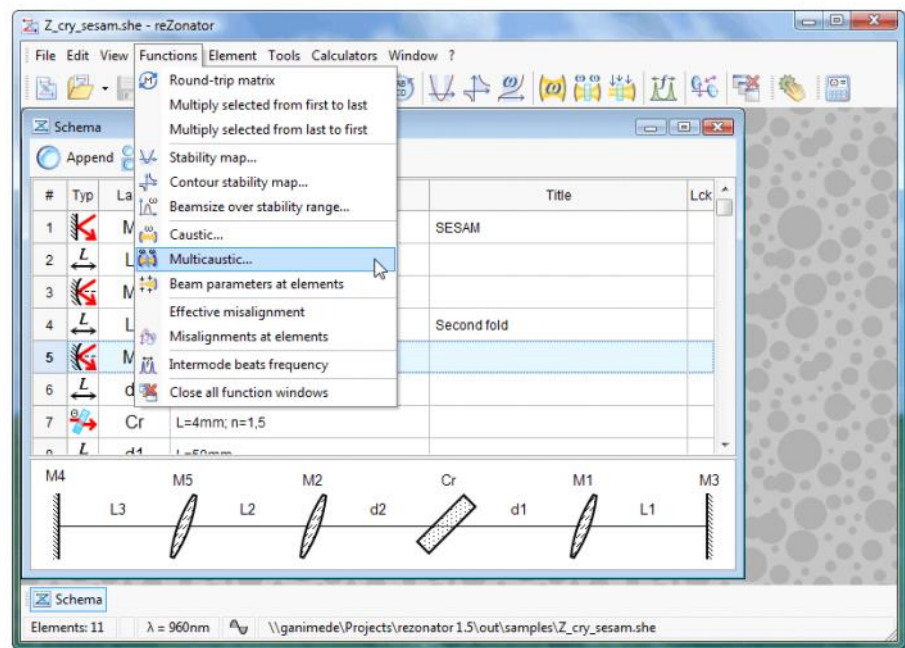 Z_cry_sesam.she - reZonator
File Edit View Functions Element Tools Calculators Window ?
Round-trip matrix
Multiply selected from first to last
Multiply selected from last to first
Stability map...
Contour stability map...
Beamsize over stability range...
Caustic...
Multicaustic...
Beam parameters at elements
Effective misalignment
Misalignments at elements
Intermode beats frequency
Close all function windows
Schema
Append
# Typ La Title Lck
1 M SESAM
2 L L
3 M
4 L L Second fold
5 M
6 L d
7 Cr L=4mm; n=1,5
L d1 L=50mm
M4 M5 M2 Cr M1 M3
L3 L2 d2 d1 L1
Schema
Elements: 11 λ = 960nm \\ganimede\Projects\rezonator 1.5\out\samples\Z_cry_sesam.she